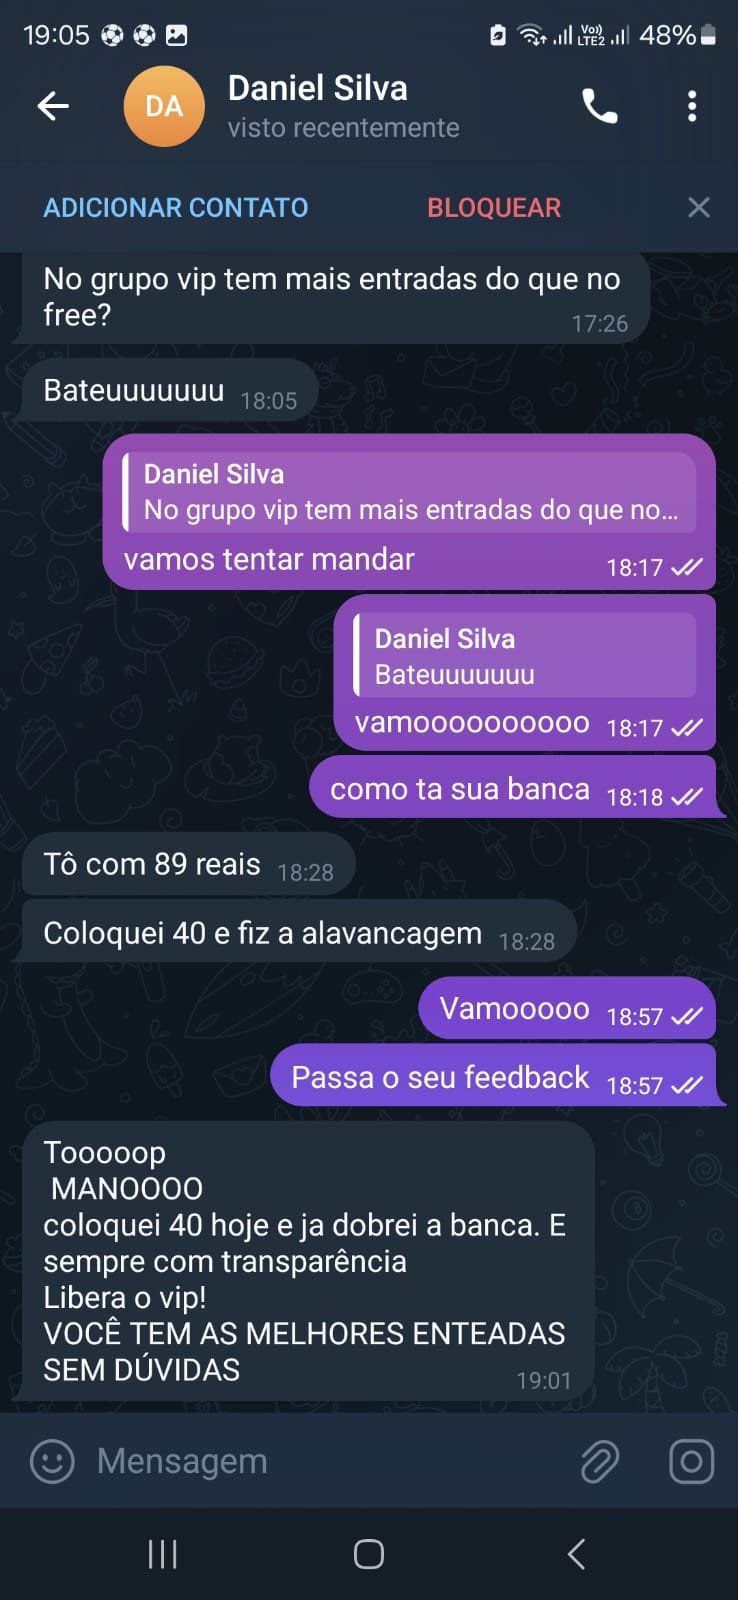 19:05 Vo)) LTE2 48%
DA
Daniel Silva
visto recentemente
ADICIONAR CONTATO BLOQUEAR
No grupo vip tem mais entradas do que no
free? 17:26
Bateuuuuuuu 18:05
Daniel Silva
No grupo vip tem mais entradas do que no...
vamos tentar mandar 18:17
Daniel Silva
Bateuuuuuuu
vamoooooooooo 18:17
como ta sua banca 18:18
Tô com 89 reais 18:28
Coloquei 40 e fiz a alavancagem 18:28
Vamooooo 18:57
Passa o seu feedback 18:57
Tooooop
MANOOOO
coloquei 40 hoje e ja dobrei a banca. E
sempre com transparência
Libera o vip!
VOCÊ TEM AS MELHORES ENTEADAS
SEM DÚVIDAS 19:01
Mensagem